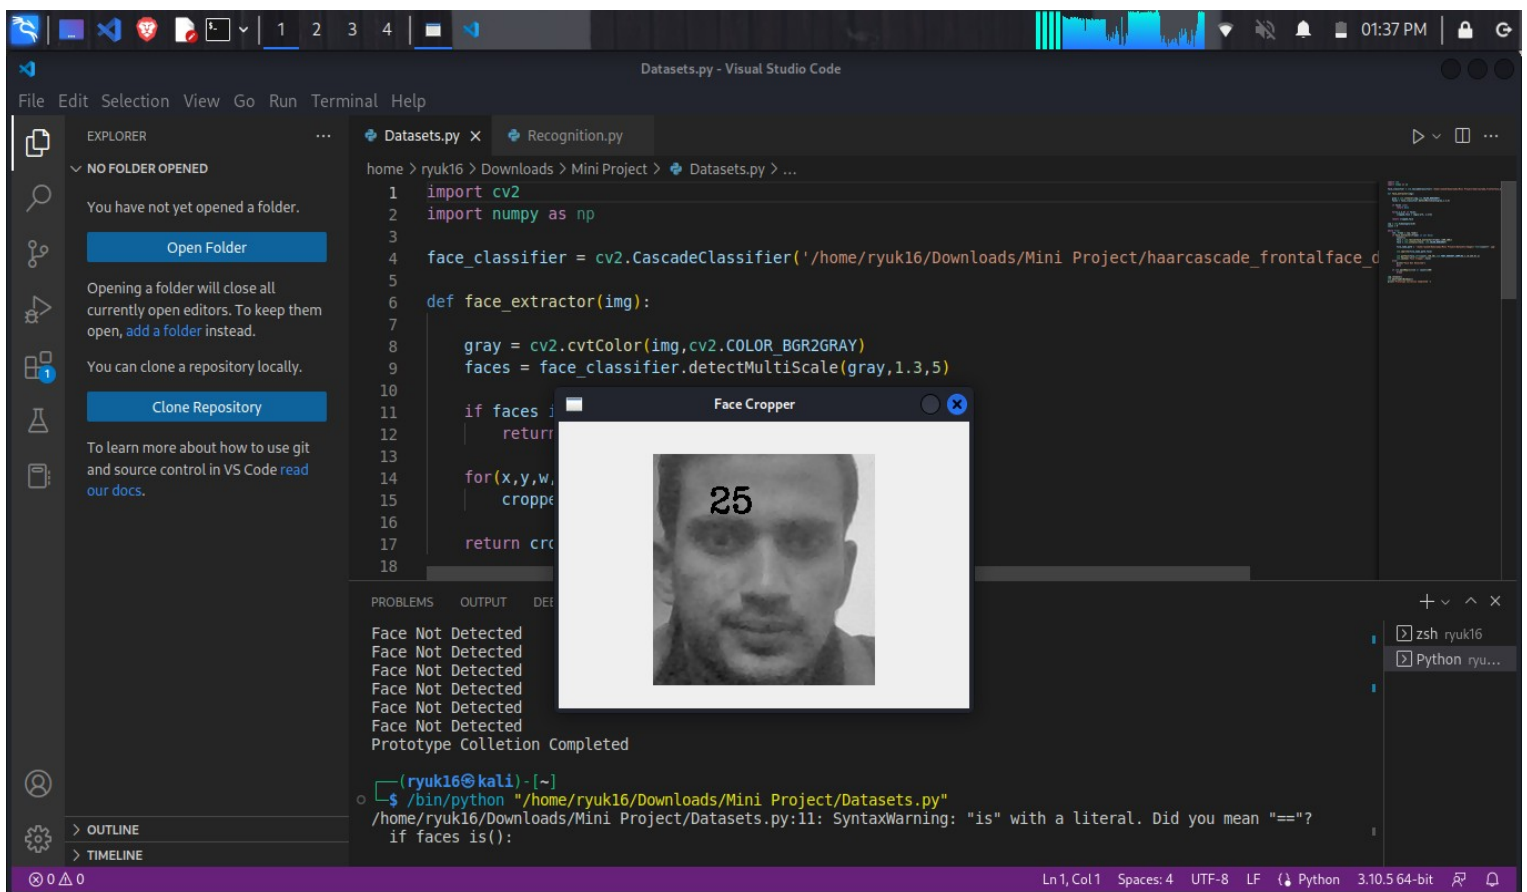 1 2 3 4 01:37 PM
Datasets.py - Visual Studio Code
File Edit Selection View Go Run Terminal Help
EXPLORER
NO FOLDER OPENED
You have not yet opened a folder.
Open Folder
Opening a folder will close all
currently open editors. To keep them
open, add a folder instead.
You can clone a repository locally.
Clone Repository
To learn more about how to use git
and source control in VS Code read
our docs.
1
OUTLINE
TIMELINE
Datasets.py Recognition.py
home > ryuk16 > Downloads > Mini Project > Datasets.py > ...
1 import cv2
2 import numpy as np
3
4 face_classifier = cv2.CascadeClassifier('/home/ryuk16/Downloads/Mini Project/haarcascade_frontalface_d
5
6 def face_extractor(img):
7
8 gray = cv2.cvtColor(img,cv2.COLOR_BGR2GRAY)
9 faces = face_classifier.detectMultiScale(gray,1.3,5)
10
11 if faces i
12 return
13
14 for(x,y,w,
15 croppe
16
17 return cro
18
Face Cropper
25
PROBLEMS OUTPUT DEB
Face Not Detected
Face Not Detected
Face Not Detected
Face Not Detected
Face Not Detected
Face Not Detected
Prototype Colletion Completed
(ryuk16㉿kali)-[~]
$ /bin/python "/home/ryuk16/Downloads/Mini Project/Datasets.py"
/home/ryuk16/Downloads/Mini Project/Datasets.py:11: SyntaxWarning: "is" with a literal. Did you mean "=="?
if faces is():
zsh ryuk16
Python ryu...
0 0 Ln 1, Col 1 Spaces: 4 UTF-8 LF Python 3.10.5 64-bit